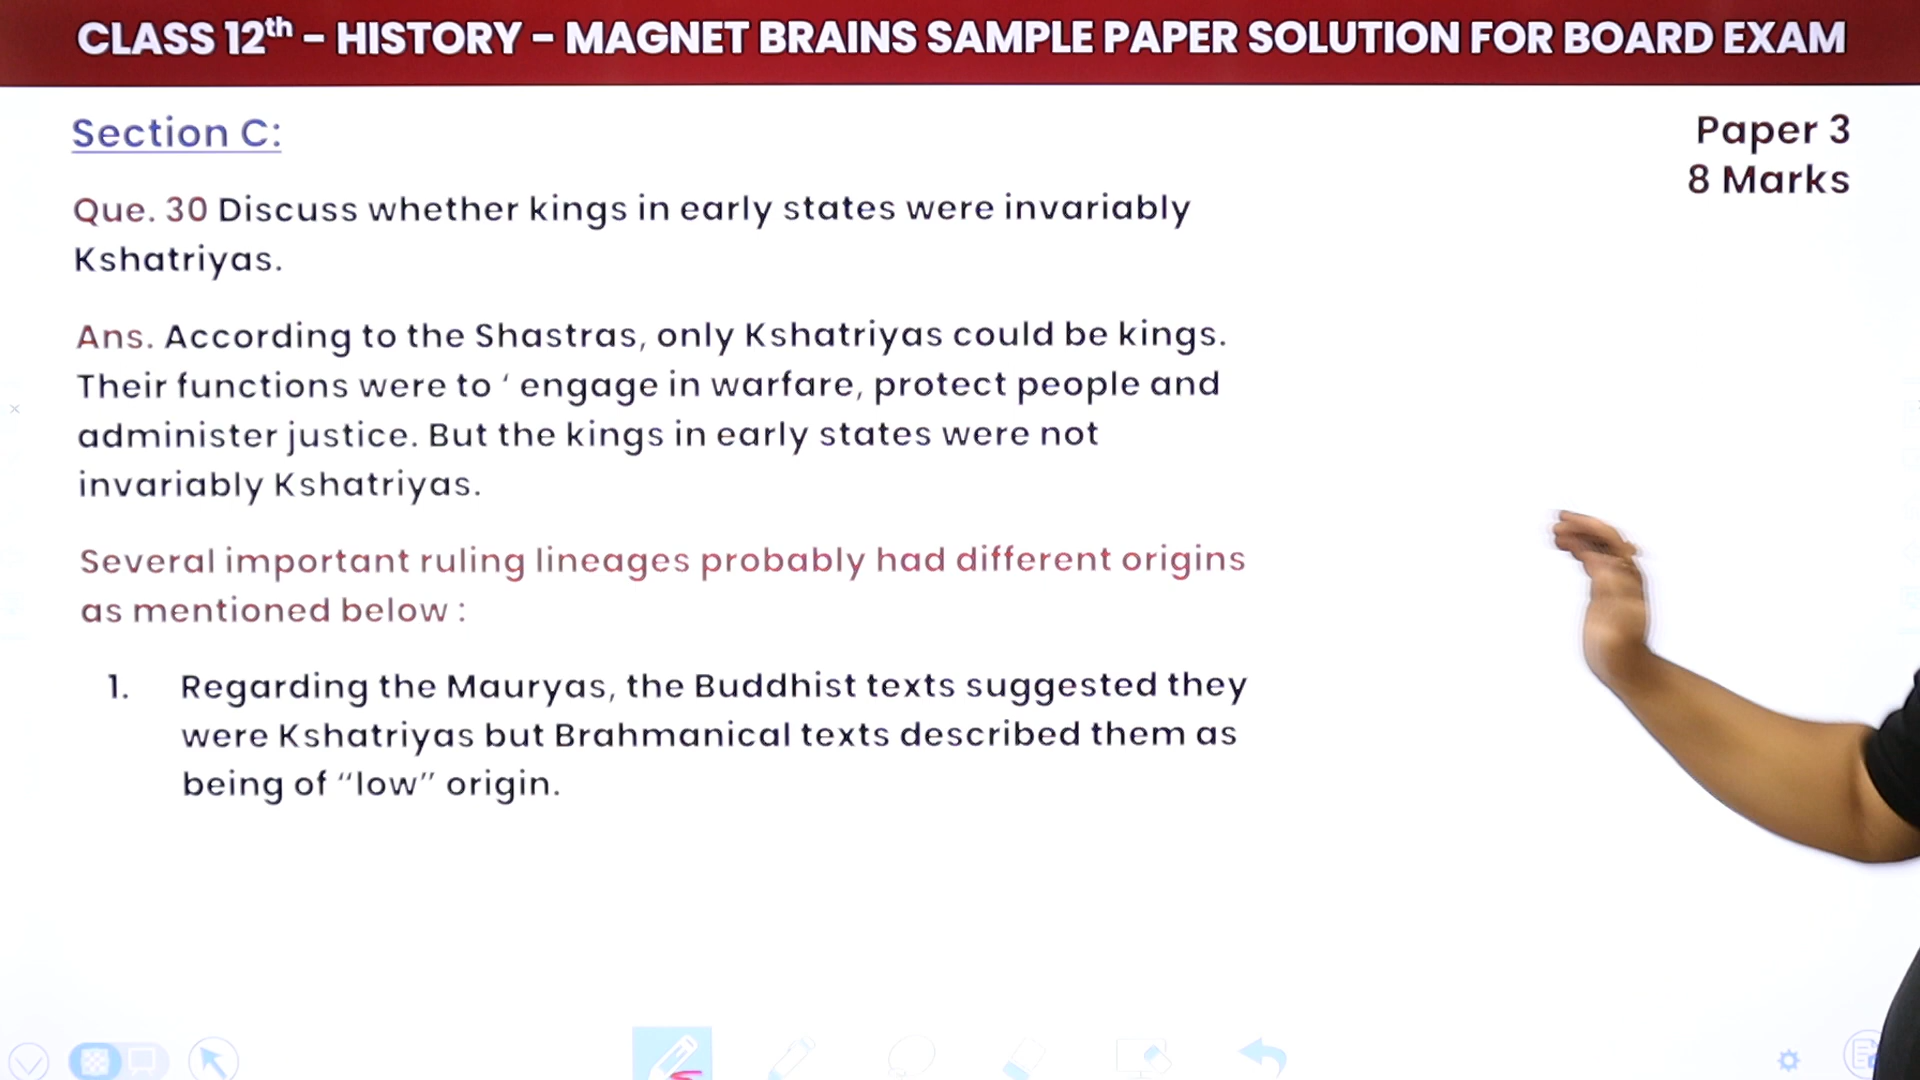 CLASS 12th – HISTORY – MAGNET BRAINS SAMPLE PAPER SOLUTION FOR BOARD EXAM
Section C:
Paper 3
8 Marks
Que. 30 Discuss whether kings in early states were invariably
Kshatriyas.
Ans. According to the Shastras, only Kshatriyas could be kings.
Their functions were to ‘ engage in warfare, protect people and
administer justice. But the kings in early states were not
invariably Kshatriyas.
Several important ruling lineages probably had different origins
as mentioned below :
1. Regarding the Mauryas, the Buddhist texts suggested they
were Kshatriyas but Brahmanical texts described them as
being of “low” origin.